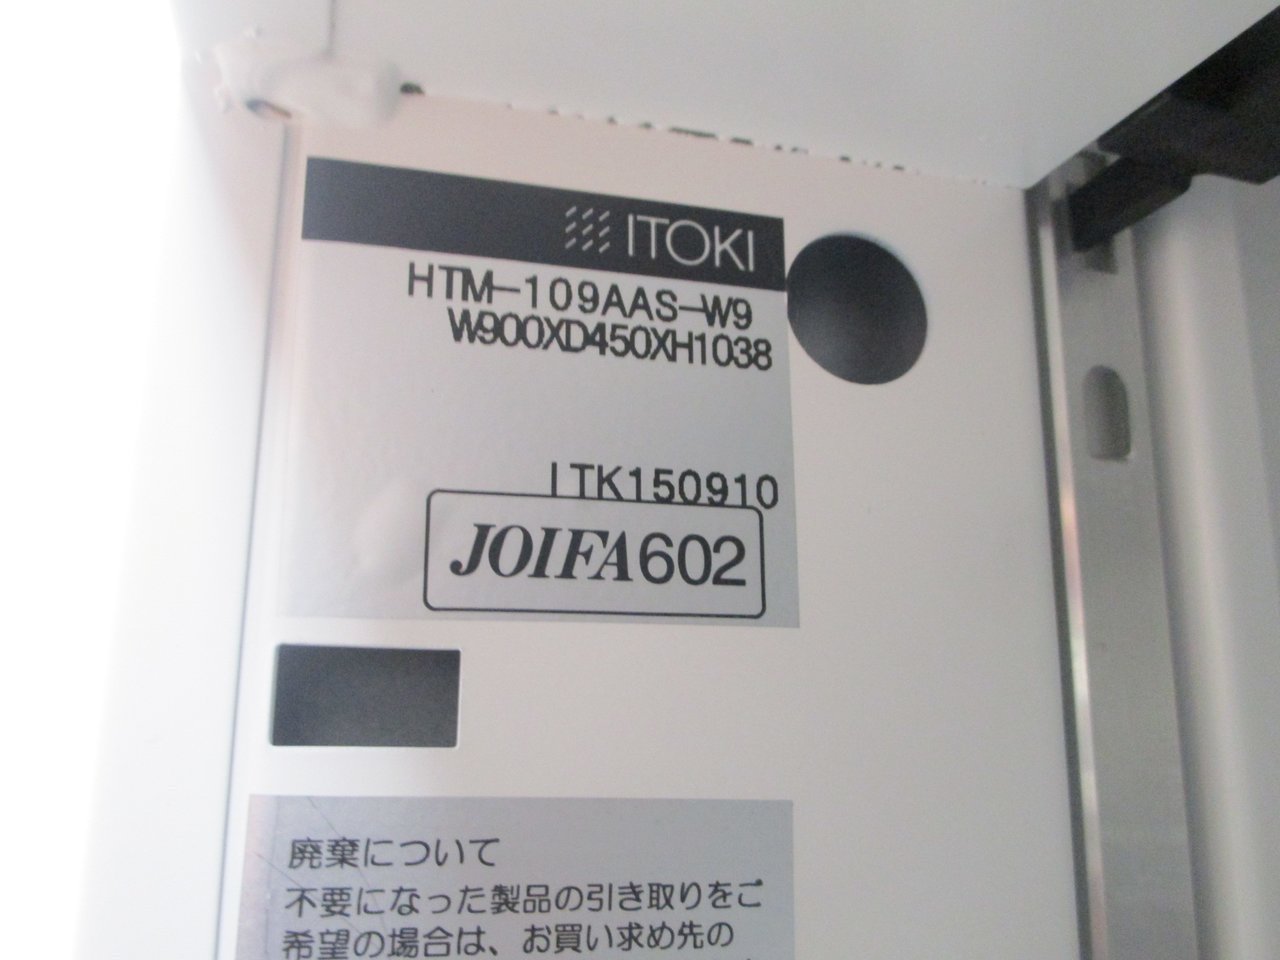 ITOKI
HTM-109AAS-W9
W900XD450XH1038
ITK150910
JOIFA602
廃棄について
不要になった製品の引き取りをご
希望の場合は、お買い求め先の